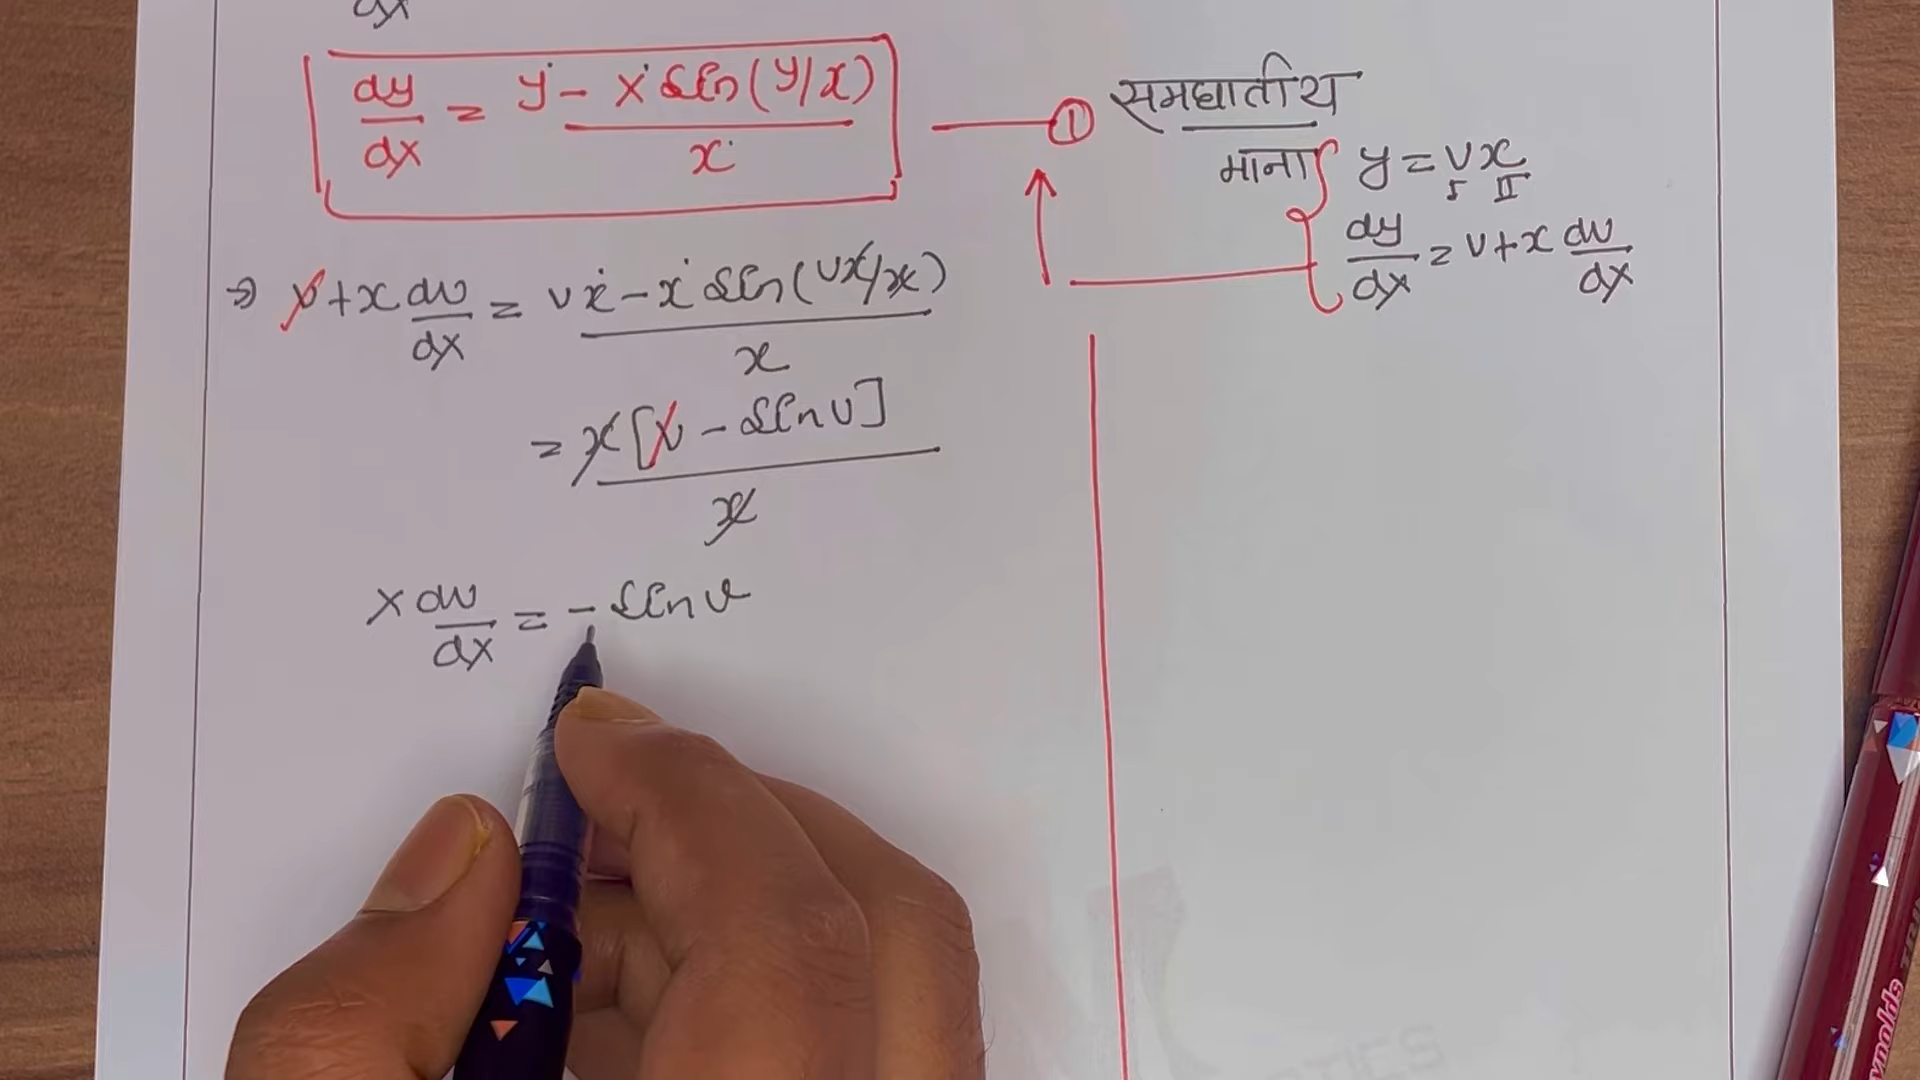 dy/dx = y - x sin(y/x) / x — ① समघातीय
माना y = vx
I II
dy/dx = v + x dv/dx
⇒ v + x dv/dx = vx - x sin(vx/x) / x
= x[v - sin v] / x
x dv/dx = - sin v